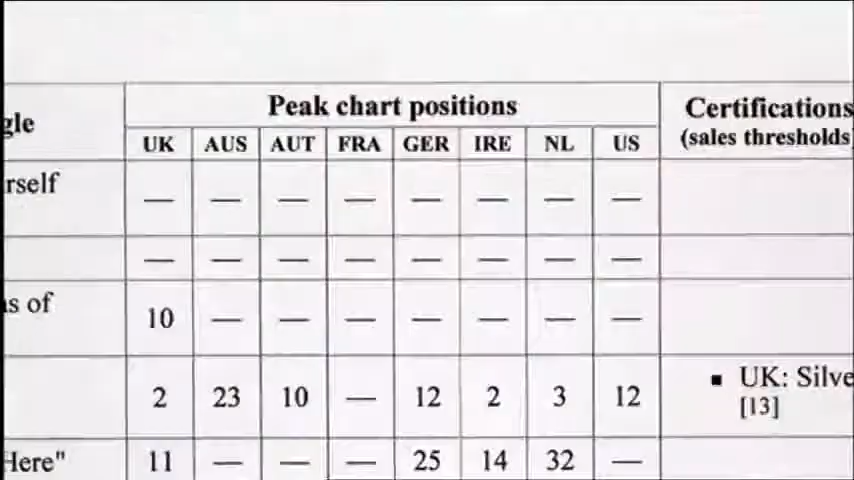 Peak chart positions
Certifications
gle
UK AUS AUT FRA GER IRE NL US
(sales thresholds)
rself
— — — — — — — —
— — — — — — — —
ns of
10 — — — — — — —
2 23 10 — 12 2 3 12
▪ UK: Silve
[13]
Here" 11 — — — 25 14 32 —